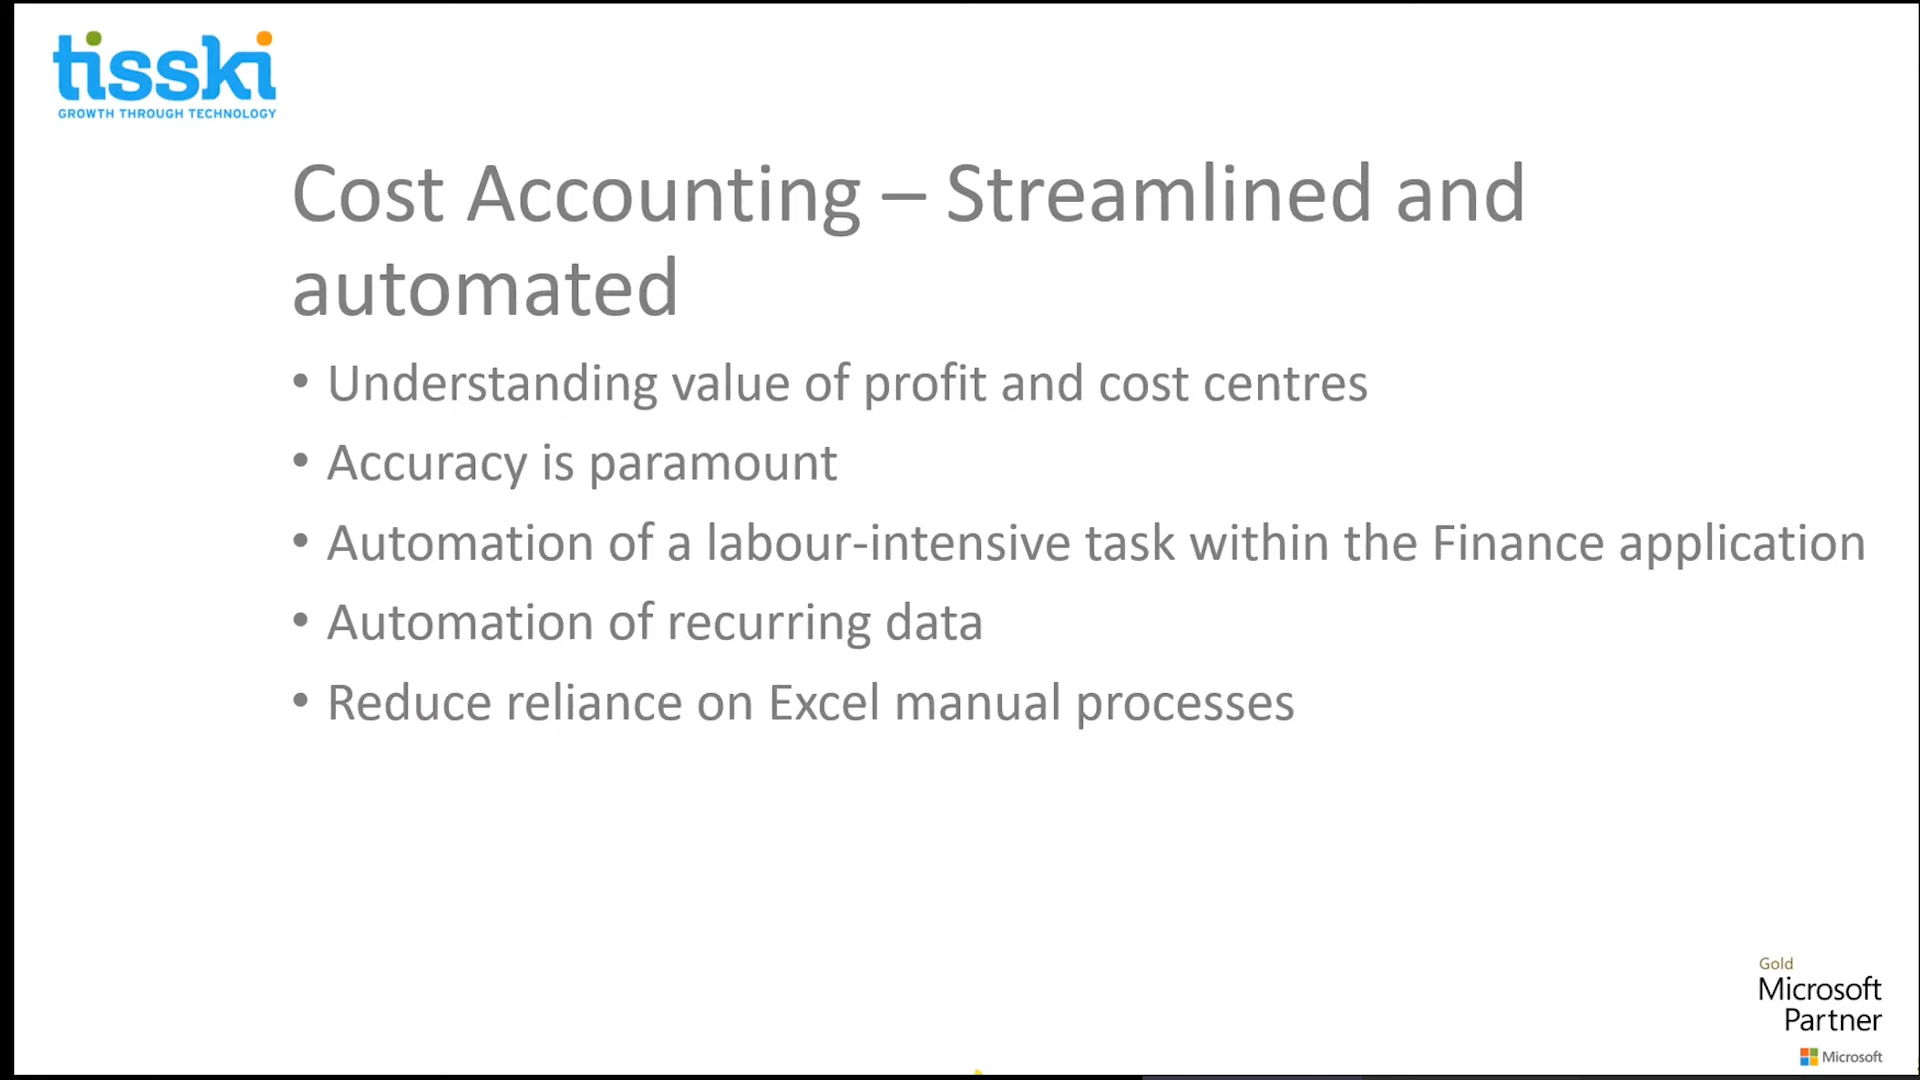 tisski
GROWTH THROUGH TECHNOLOGY
Cost Accounting – Streamlined and
automated
• Understanding value of profit and cost centres
• Accuracy is paramount
• Automation of a labour-intensive task within the Finance application
• Automation of recurring data
• Reduce reliance on Excel manual processes
Gold
Microsoft
Partner
Microsoft